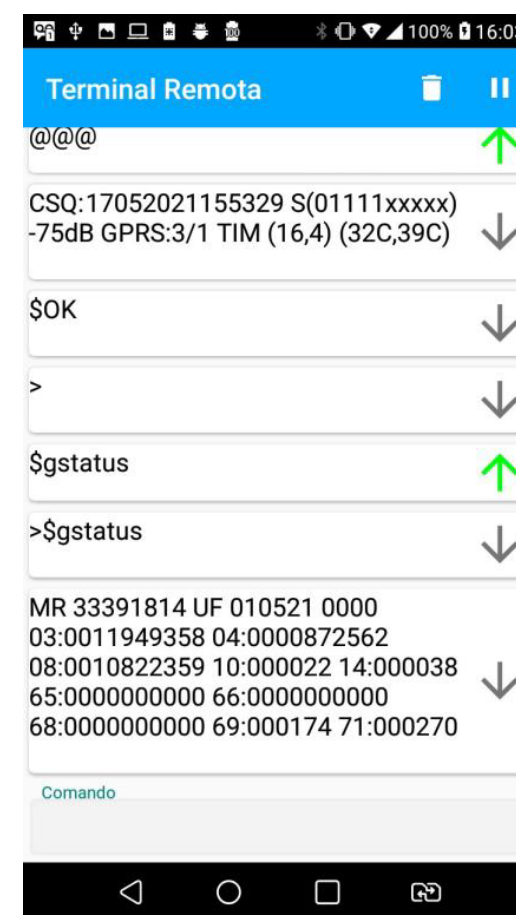 100% 16:03
Terminal Remota
@@@
CSQ:17052021155329 S(01111xxxxx)
-75dB GPRS:3/1 TIM (16,4) (32C,39C)
$OK
>
$gstatus
>$gstatus
MR 33391814 UF 010521 0000
03:0011949358 04:0000872562
08:0010822359 10:000022 14:000038
65:0000000000 66:0000000000
68:0000000000 69:000174 71:000270
Comando